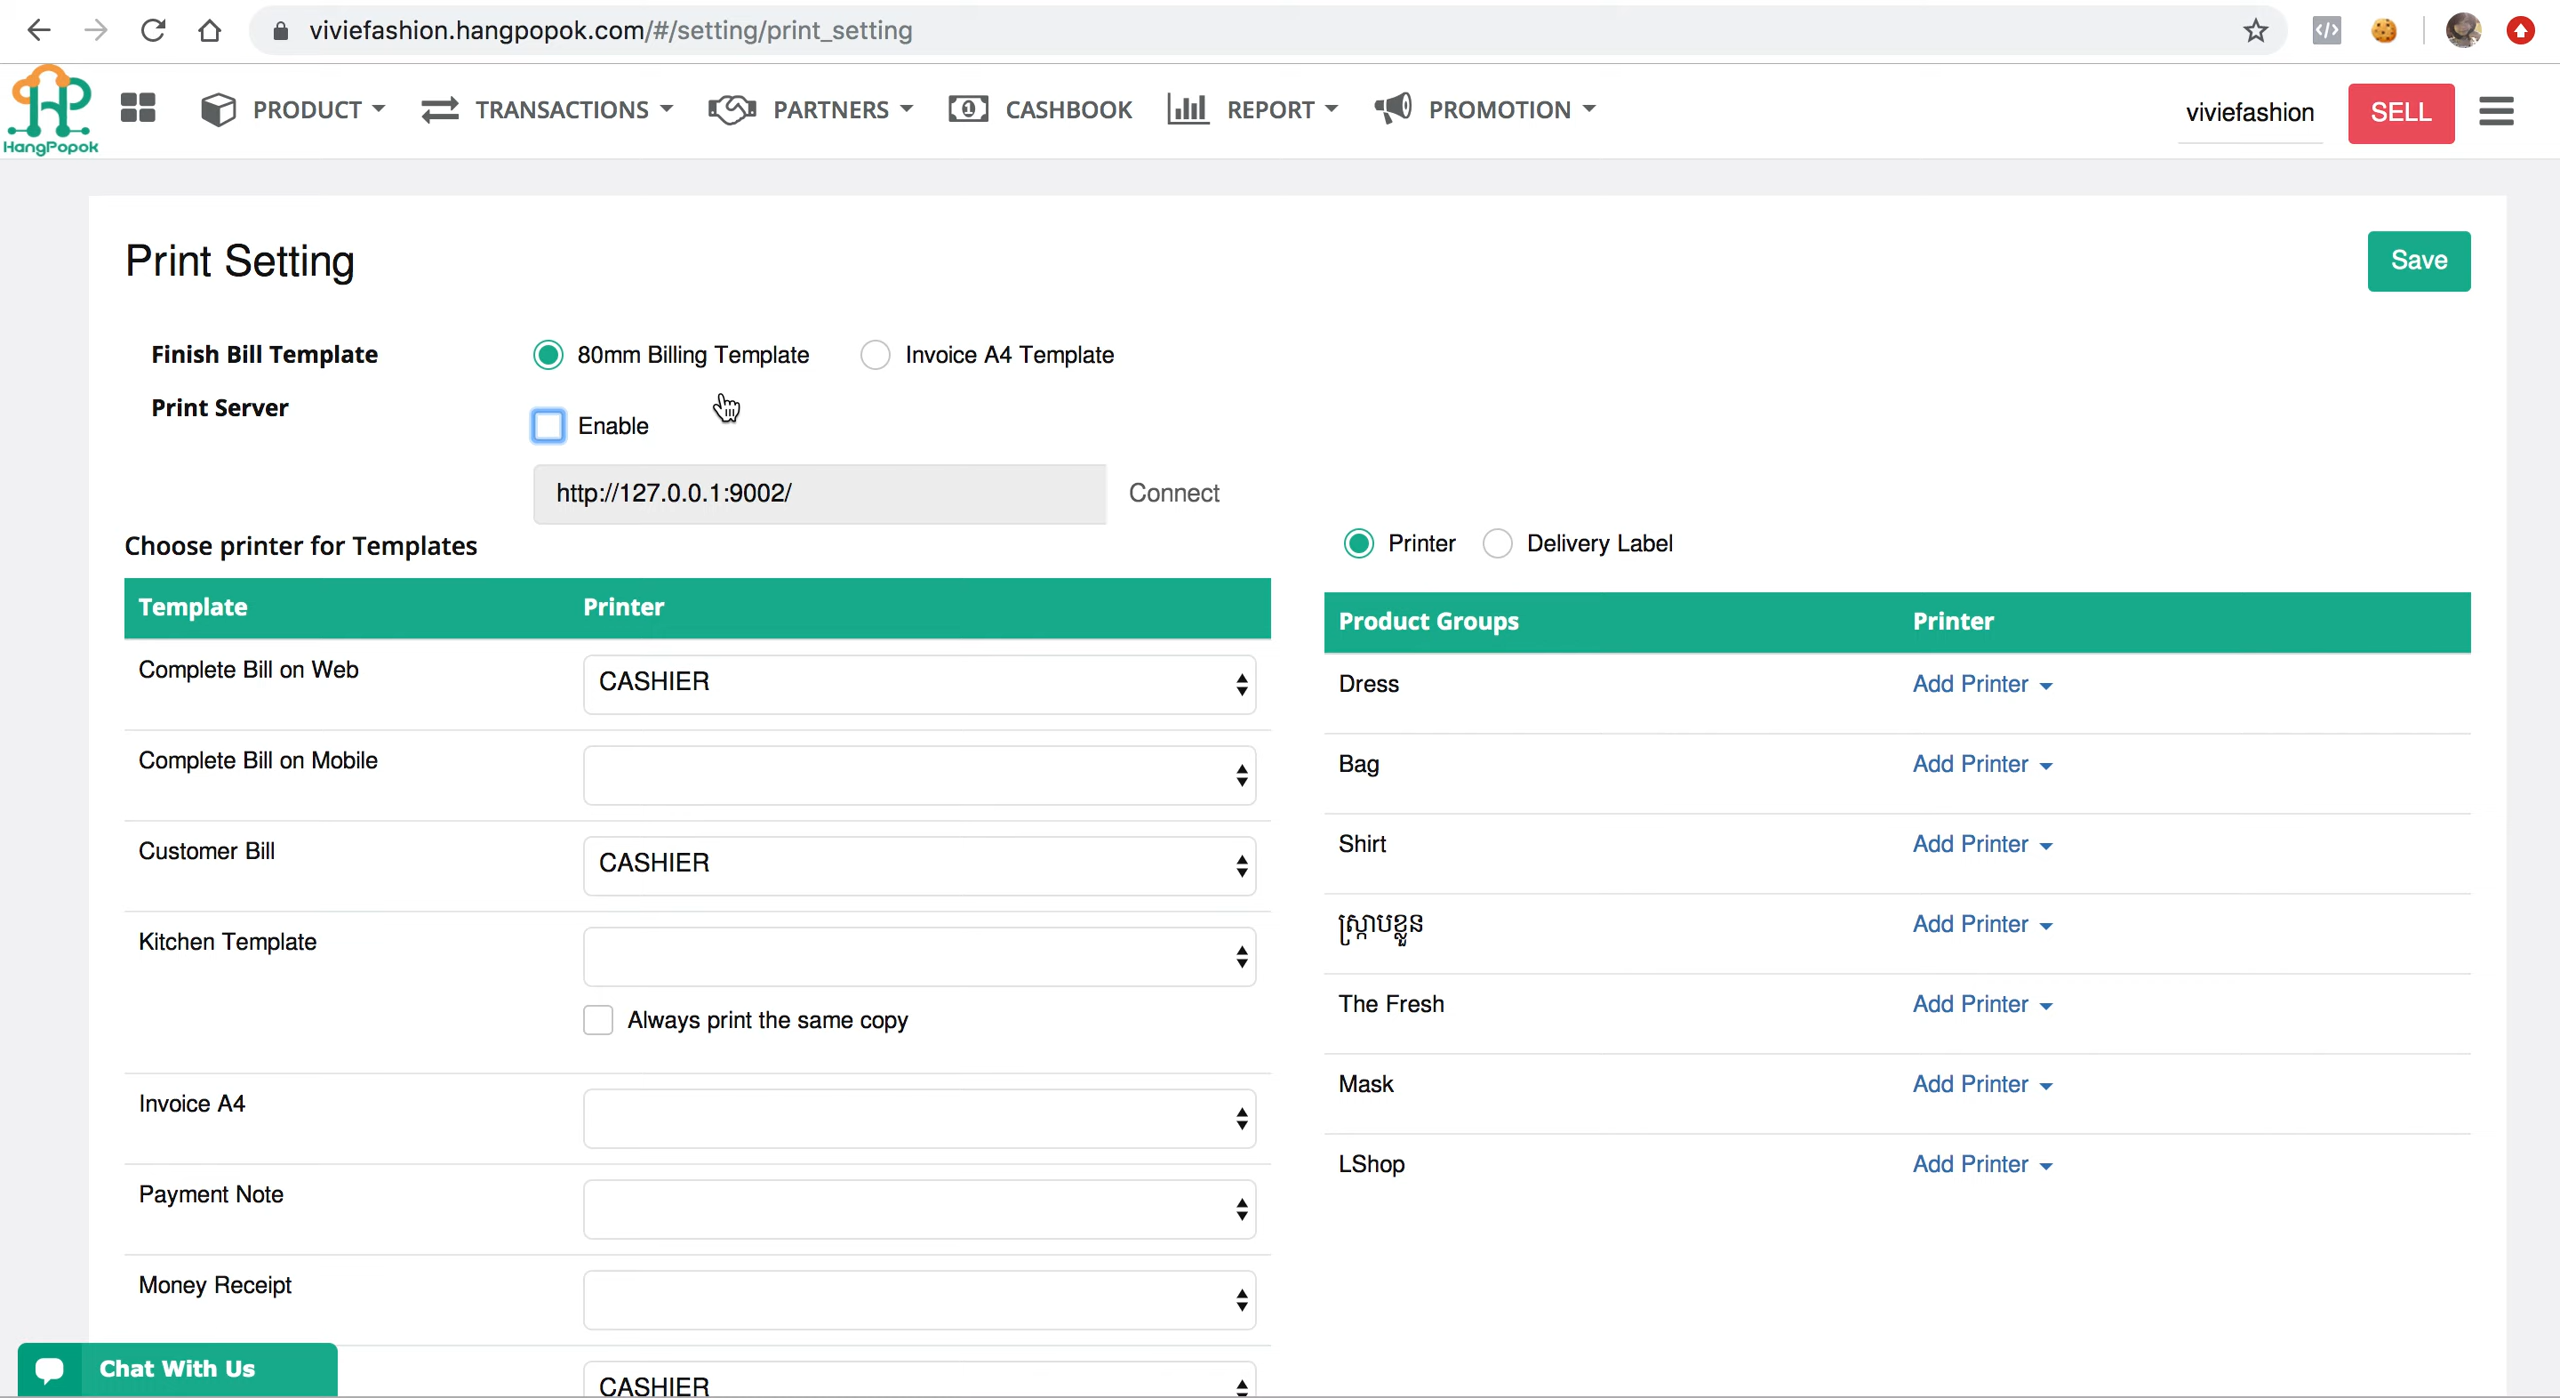 viviefashion.hangpopok.com/#/setting/print_setting
HangPopok
PRODUCT
TRANSACTIONS
PARTNERS
CASHBOOK
REPORT
PROMOTION
viviefashion
SELL
Print Setting
Save
Finish Bill Template
80mm Billing Template
Invoice A4 Template
Print Server
Enable
http://127.0.0.1:9002/
Connect
Choose printer for Templates
Template Printer
Complete Bill on Web
CASHIER
Complete Bill on Mobile
Customer Bill
CASHIER
Kitchen Template
Always print the same copy
Invoice A4
Payment Note
Money Receipt
CASHIER
Printer
Delivery Label
Product Groups Printer
Dress Add Printer
Bag Add Printer
Shirt Add Printer
ស្ក្រាបខ្លួន Add Printer
The Fresh Add Printer
Mask Add Printer
LShop Add Printer
Chat With Us